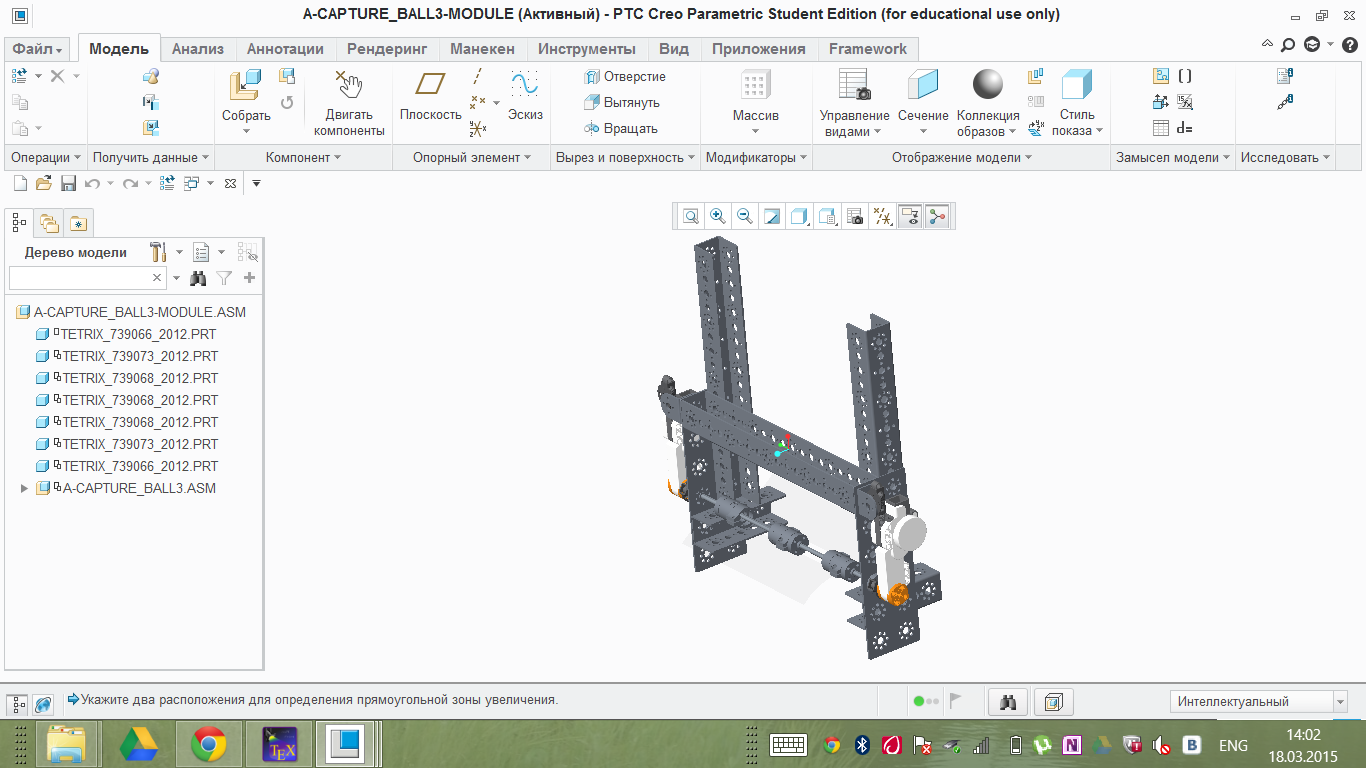 A-CAPTURE_BALL3-MODULE (Активный) - PTC Creo Parametric Student Edition (for educational use only)
Файл Модель Анализ Аннотации Рендеринг Манекен Инструменты Вид Приложения Framework
Собрать
Двигать
компоненты
Плоскость
Эскиз
Отверстие
Вытянуть
Вращать
Массив
Управление
видами
Сечение
Коллекция
образов
Стиль
показа
d=
Операции Получить данные Компонент Опорный элемент Вырез и поверхность Модификаторы Отображение модели Замысел модели Исследовать
Дерево модели
A-CAPTURE_BALL3-MODULE.ASM
TETRIX_739066_2012.PRT
TETRIX_739073_2012.PRT
TETRIX_739068_2012.PRT
TETRIX_739068_2012.PRT
TETRIX_739068_2012.PRT
TETRIX_739073_2012.PRT
TETRIX_739066_2012.PRT
A-CAPTURE_BALL3.ASM
Укажите два расположения для определения прямоугольной зоны увеличения.
Интеллектуальный
TEX
N
B
ENG
14:02
18.03.2015